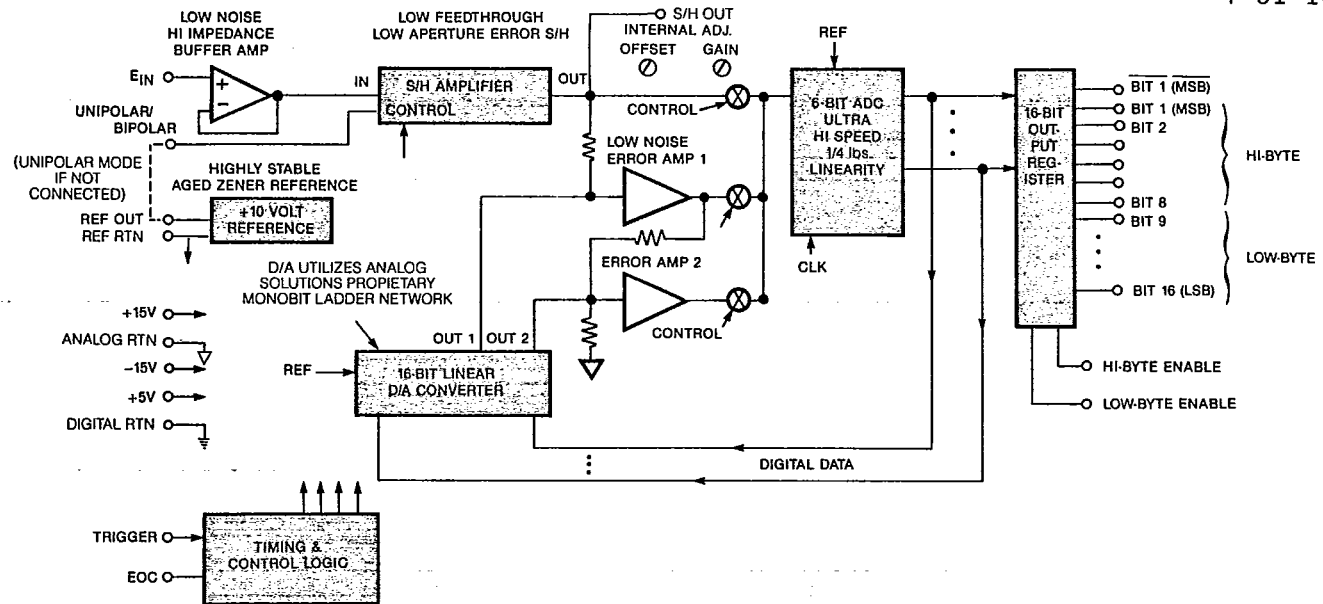 LOW NOISE
HI IMPEDANCE
BUFFER AMP
LOW FEEDTHROUGH
LOW APERTURE ERROR S/H
S/H OUT
INTERNAL ADJ.
OFFSET GAIN
REF
EIN
+
−
IN
S/H AMPLIFIER
CONTROL
OUT
CONTROL
6-BIT ADC
ULTRA
HI SPEED
1/4 lbs.
LINEARITY
CLK
16-BIT
OUT-
PUT
REG-
ISTER
BIT 1 (MSB)
BIT 1 (MSB)
BIT 2
BIT 8
BIT 9
BIT 16 (LSB)
HI-BYTE
LOW-BYTE
HI-BYTE ENABLE
LOW-BYTE ENABLE
UNIPOLAR/
BIPOLAR
(UNIPOLAR MODE
IF NOT
CONNECTED)
HIGHLY STABLE
AGED ZENER REFERENCE
+10 VOLT
REFERENCE
REF OUT
REF RTN
LOW NOISE
ERROR AMP 1
ERROR AMP 2
CONTROL
D/A UTILIZES ANALOG
SOLUTIONS PROPIETARY
MONOBIT LADDER NETWORK
OUT 1 OUT 2
REF
16-BIT LINEAR
D/A CONVERTER
DIGITAL DATA
+15V
ANALOG RTN
−15V
+5V
DIGITAL RTN
TRIGGER
EOC
TIMING &
CONTROL LOGIC